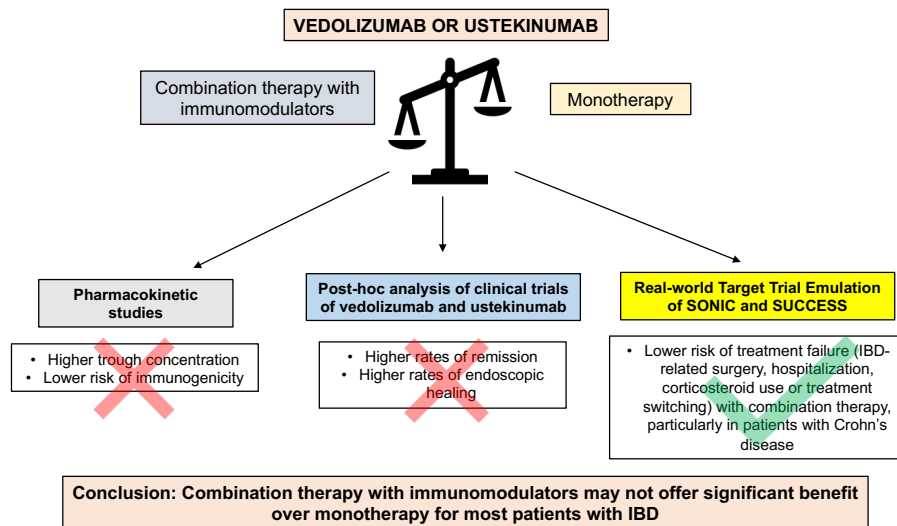 VEDOLIZUMAB OR USTEKINUMAB
Combination therapy with
immunomodulators
Monotherapy
Pharmacokinetic
studies
• Higher trough concentration
• Lower risk of immunogenicity
Post-hoc analysis of clinical trials
of vedolizumab and ustekinumab
• Higher rates of remission
• Higher rates of endoscopic
healing
Real-world Target Trial Emulation
of SONIC and SUCCESS
• Lower risk of treatment failure (IBD-
related surgery, hospitalization,
corticosteroid use or treatment
switching) with combination therapy,
particularly in patients with Crohn's
disease
Conclusion: Combination therapy with immunomodulators may not offer significant benefit
over monotherapy for most patients with IBD